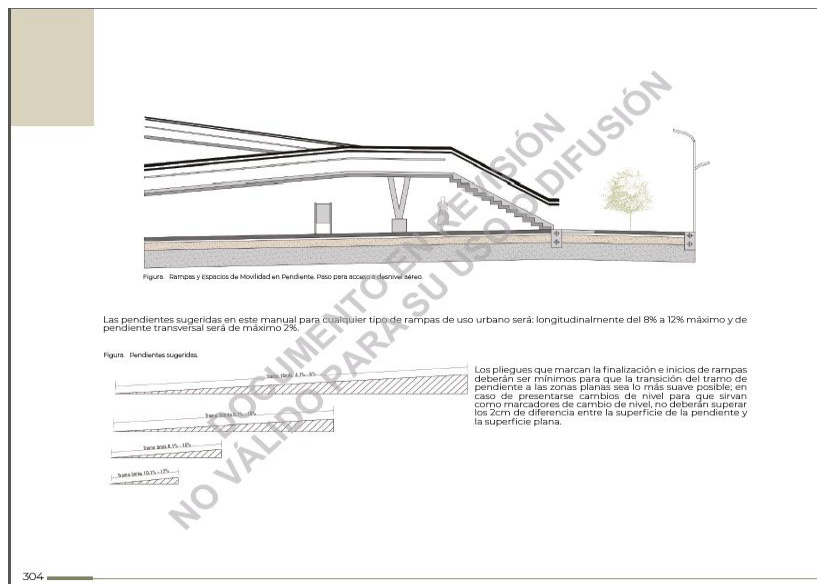 DOCUMENTO EN REVISIÓN
NO VÁLIDO PARA SU USO O DIFUSIÓN
Figura. Rampas y Espacios de Movilidad en Pendiente. Paso para acceso a desnivel aéreo.
Las pendientes sugeridas en este manual para cualquier tipo de rampas de uso urbano será: longitudinalmente del 8% a 12% máximo y de
pendiente transversal será de máximo 2%.
Figura. Pendientes sugeridas.
Los pliegues que marcan la finalización e inicios de rampas
deberán ser mínimos para que la transición del tramo de
pendiente a las zonas planas sea lo más suave posible; en
caso de presentarse cambios de nivel para que sirvan
como marcadores de cambio de nivel, no deberán superar
los 2cm de diferencia entre la superficie de la pendiente y
la superficie plana.
304